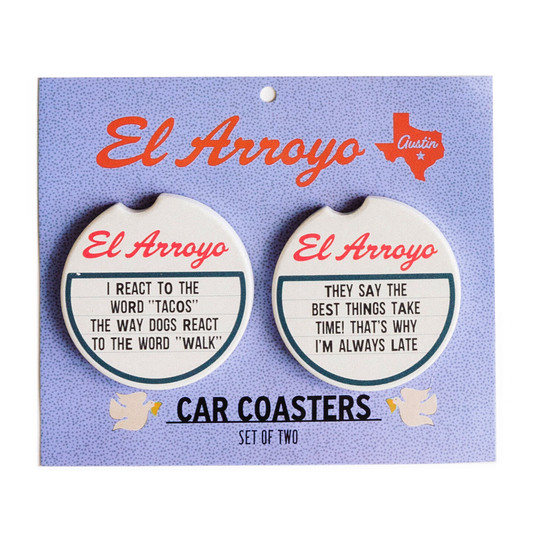 El Arroyo
Austin
El Arroyo
I REACT TO THE
WORD "TACOS"
THE WAY DOGS REACT
TO THE WORD "WALK"
El Arroyo
THEY SAY THE
BEST THINGS TAKE
TIME! THAT'S WHY
I'M ALWAYS LATE
CAR COASTERS
SET OF TWO